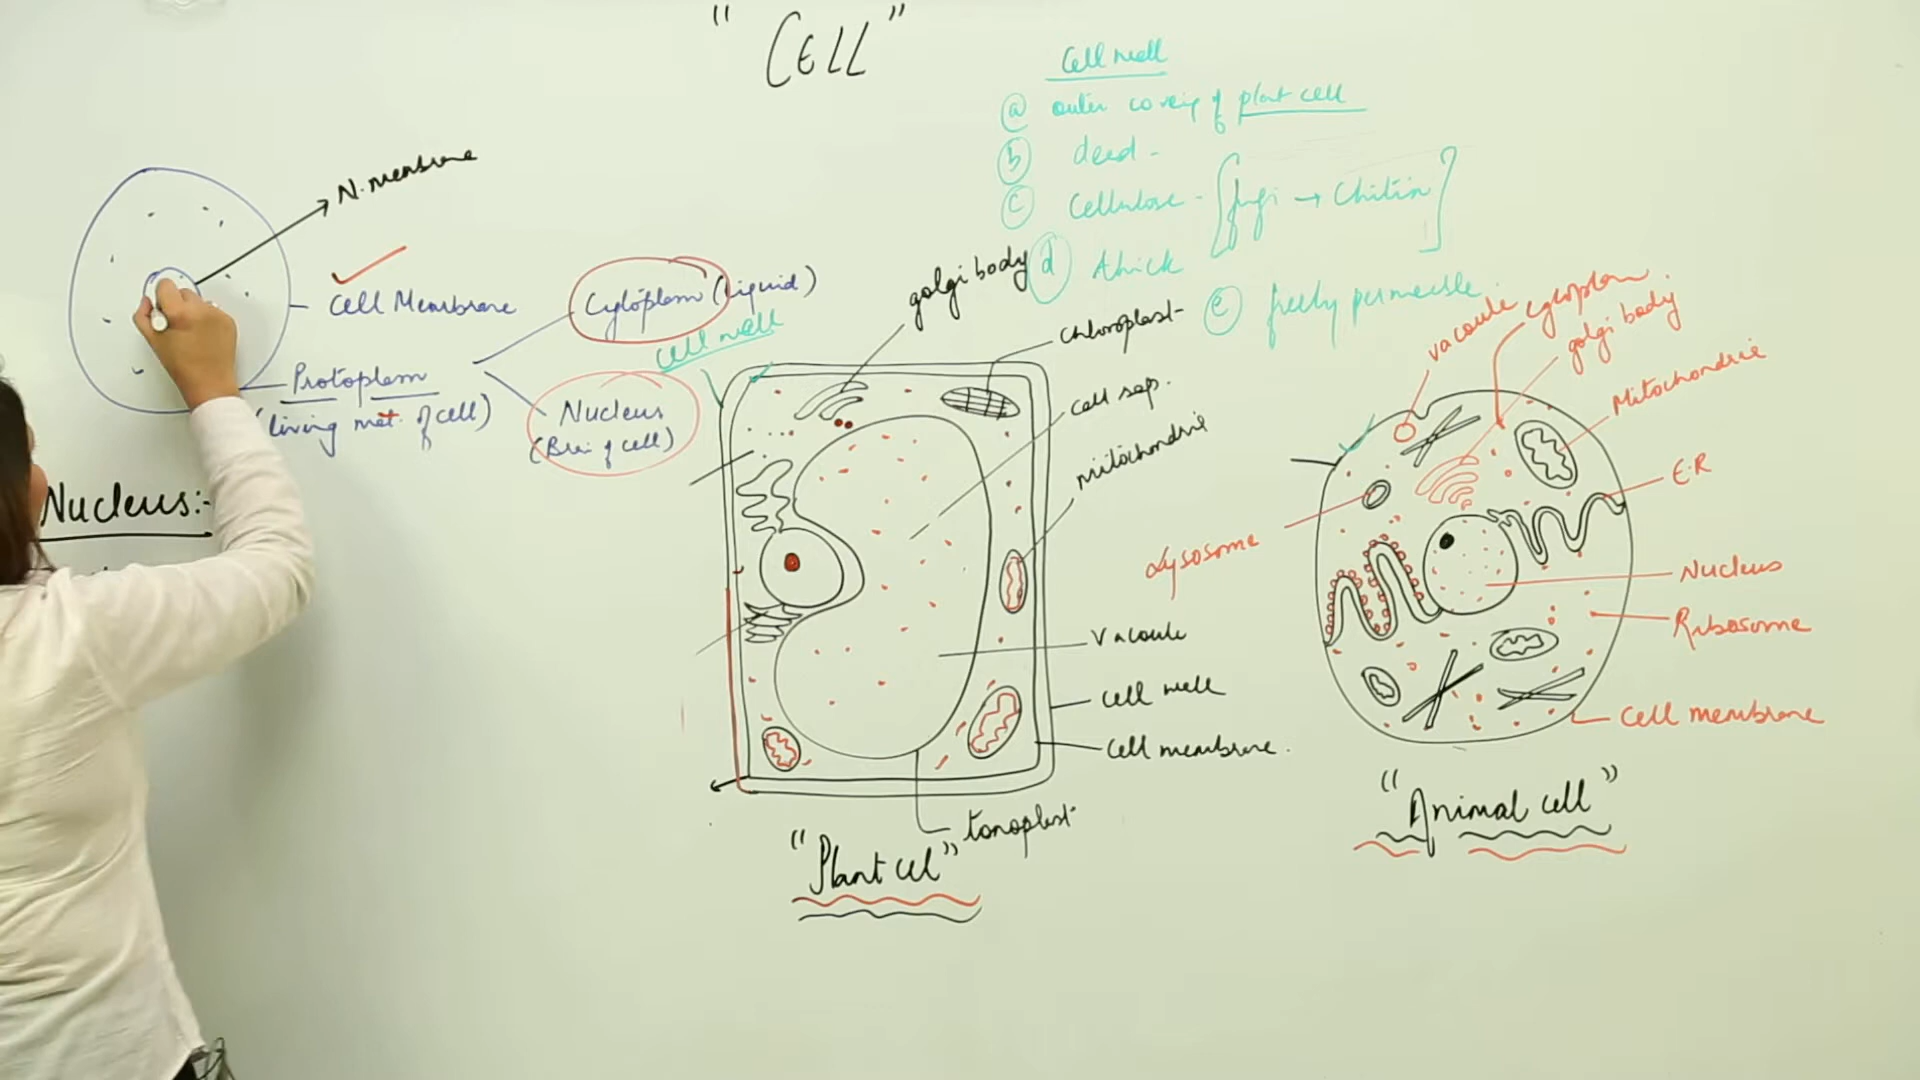 " CELL "
Cell wall
(a) outer covering of plant cell
(b) dead -
(c) Cellulose - [fungi → Chitin]
(d) thick
(e) freely permeable.
N. membrane
Cell Membrane
Protoplasm
(living mat. of cell)
Cytoplasm (liquid)
Nucleus
(Brain of cell)
Nucleus:-
cell wall
golgi body
chloroplast
cell sap.
mitochondria
Vacoule
cell wall
cell membrane.
tonoplast
"Plant cell"
vacoule
cytoplasm
golgi body
Mitochondria
E.R
Lysosome
Nucleus
Ribosome
cell membrane
"Animal cell"